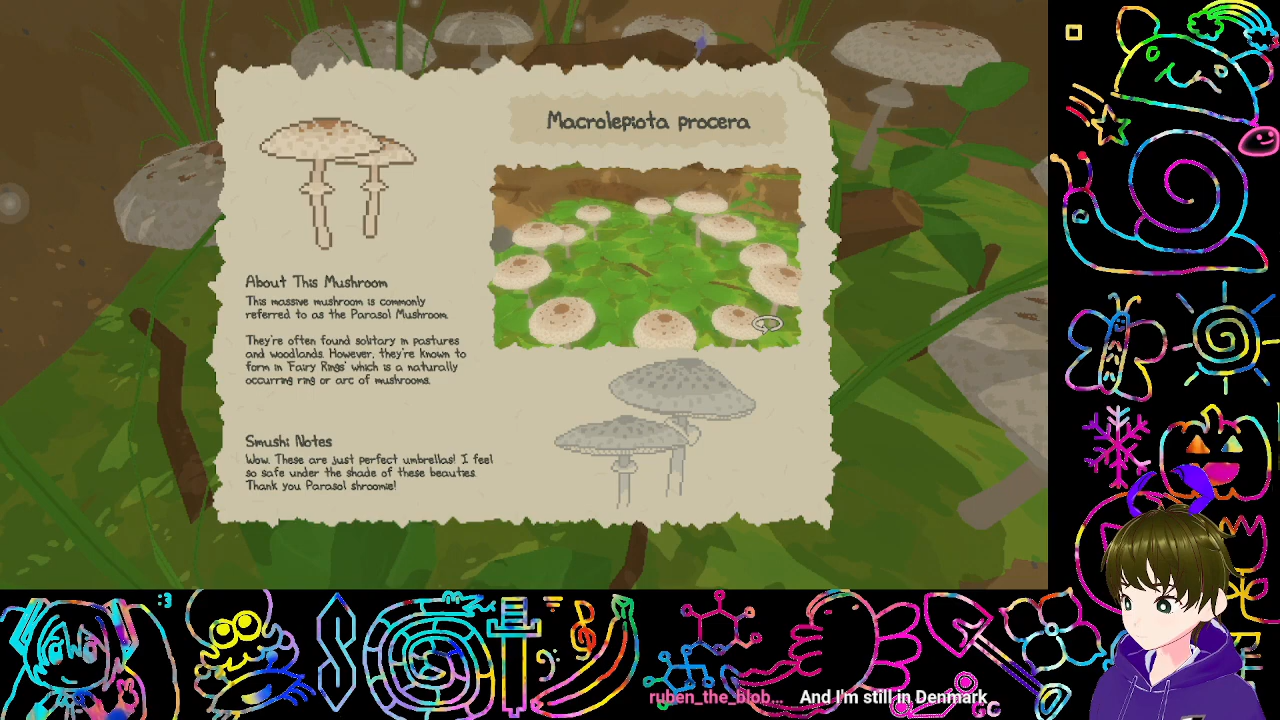 Macrolepiota procera
About This Mushroom
This massive mushroom is commonly
referred to as the Parasol Mushroom.
They're often found solitary in pastures
and woodlands. However, they're known to
form in 'Fairy Rings' which is a naturally
occurring ring or arc of mushrooms.
Smushi Notes
Wow. These are just perfect umbrellas! I feel
so safe under the shade of these beauties.
Thank you Parasol shroomie!
:3
ruben_the_blob... And I'm still in Denmark